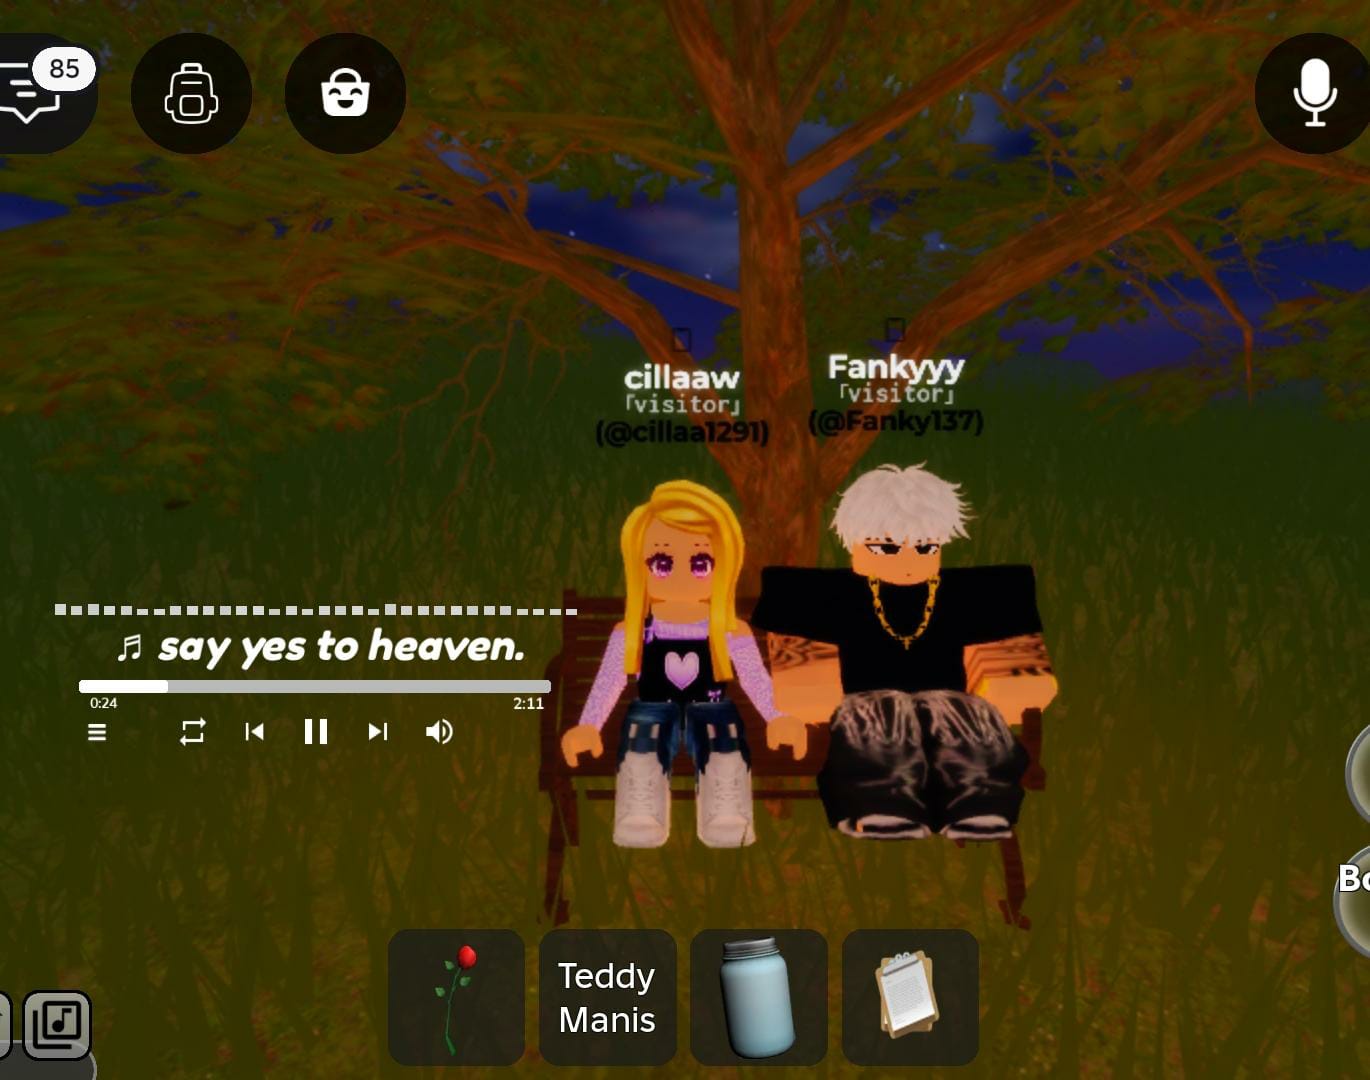 85
cillaaw
「visitor」
(@cillaa1291)
Fankyyy
「visitor」
(@Fanky137)
♬ say yes to heaven.
0:24
2:11
Bo
Teddy
Manis